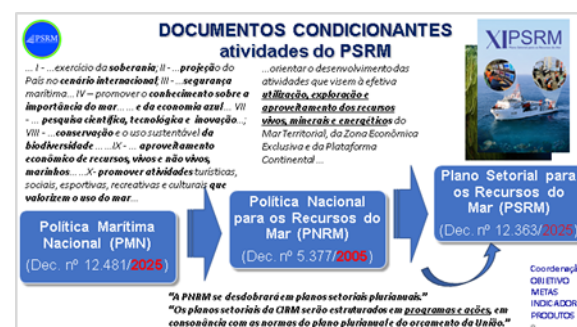 PSRM
DOCUMENTOS CONDICIONANTES
atividades do PSRM
... I - ...exercício da soberania; II - ...projeção do
País no cenário internacional; III - ...segurança
marítima... IV – promover o conhecimento sobre a
importância do mar... ... e da economia azul... VII
- ... pesquisa científica, tecnológica e inovação...;
VIII - ...conservação e o uso sustentável da
biodiversidade ... ...IX - ... aproveitamento
econômico de recursos, vivos e não vivos,
marinhos... ...X- promover atividades turísticas,
sociais, esportivas, recreativas e culturais que
valorizem o uso do mar...
...orientar o desenvolvimento das
atividades que visem à efetiva
utilização, exploração e
aproveitamento dos recursos
vivos, minerais e energéticos do
Mar Territorial, da Zona Econômica
Exclusiva e da Plataforma
Continental ...
XI PSRM
Política Marítima
Nacional (PMN)
(Dec. nº 12.481/2025)
Política Nacional
para os Recursos do
Mar (PNRM)
(Dec. nº 5.377/2005)
Plano Setorial para
os Recursos do
Mar (PSRM)
(Dec. nº 12.363/2025)
"A PNRM se desdobrará em planos setoriais plurianuais."
"Os planos setoriais da CIRM serão estruturados em programas e ações, em
consonância com as normas do plano plurianual e do orçamento da União."
Coordenaçã
OBJETIVO
METAS
INDICADOR
PRODUTOS